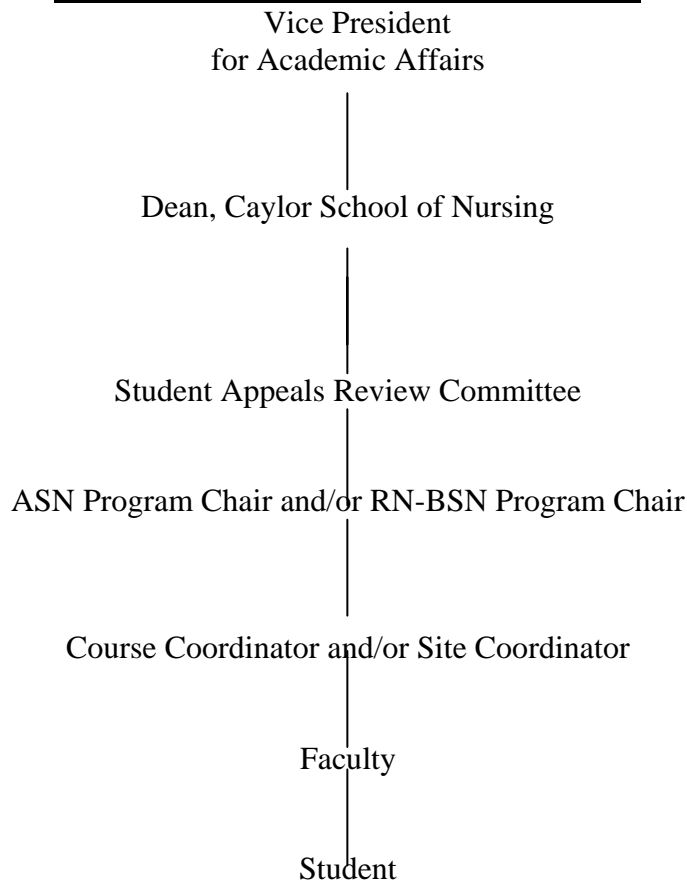 Vice President
for Academic Affairs
Dean, Caylor School of Nursing
Student Appeals Review Committee
ASN Program Chair and/or RN-BSN Program Chair
Course Coordinator and/or Site Coordinator
Faculty
Student